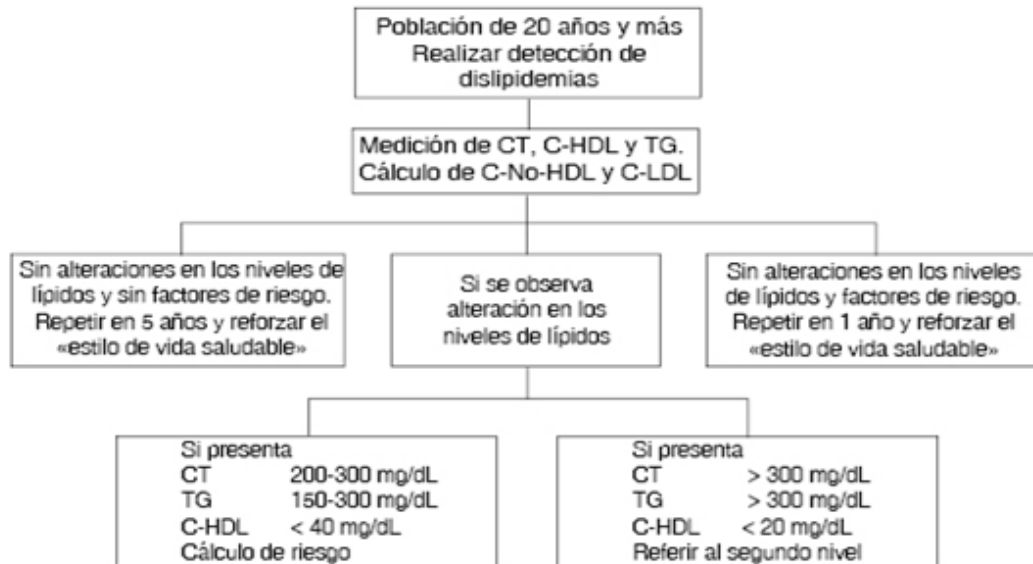 Población de 20 años y más
Realizar detección de
dislipidemias
Medición de CT, C-HDL y TG.
Cálculo de C-No-HDL y C-LDL
Sin alteraciones en los niveles de
lípidos y sin factores de riesgo.
Repetir en 5 años y reforzar el
«estilo de vida saludable»
Si se observa
alteración en los
niveles de lípidos
Sin alteraciones en los niveles
de lípidos y factores de riesgo.
Repetir en 1 año y reforzar el
«estilo de vida saludable»
Si presenta
CT 200-300 mg/dL
TG 150-300 mg/dL
C-HDL < 40 mg/dL
Cálculo de riesgo
Si presenta
CT > 300 mg/dL
TG > 300 mg/dL
C-HDL < 20 mg/dL
Referir al segundo nivel